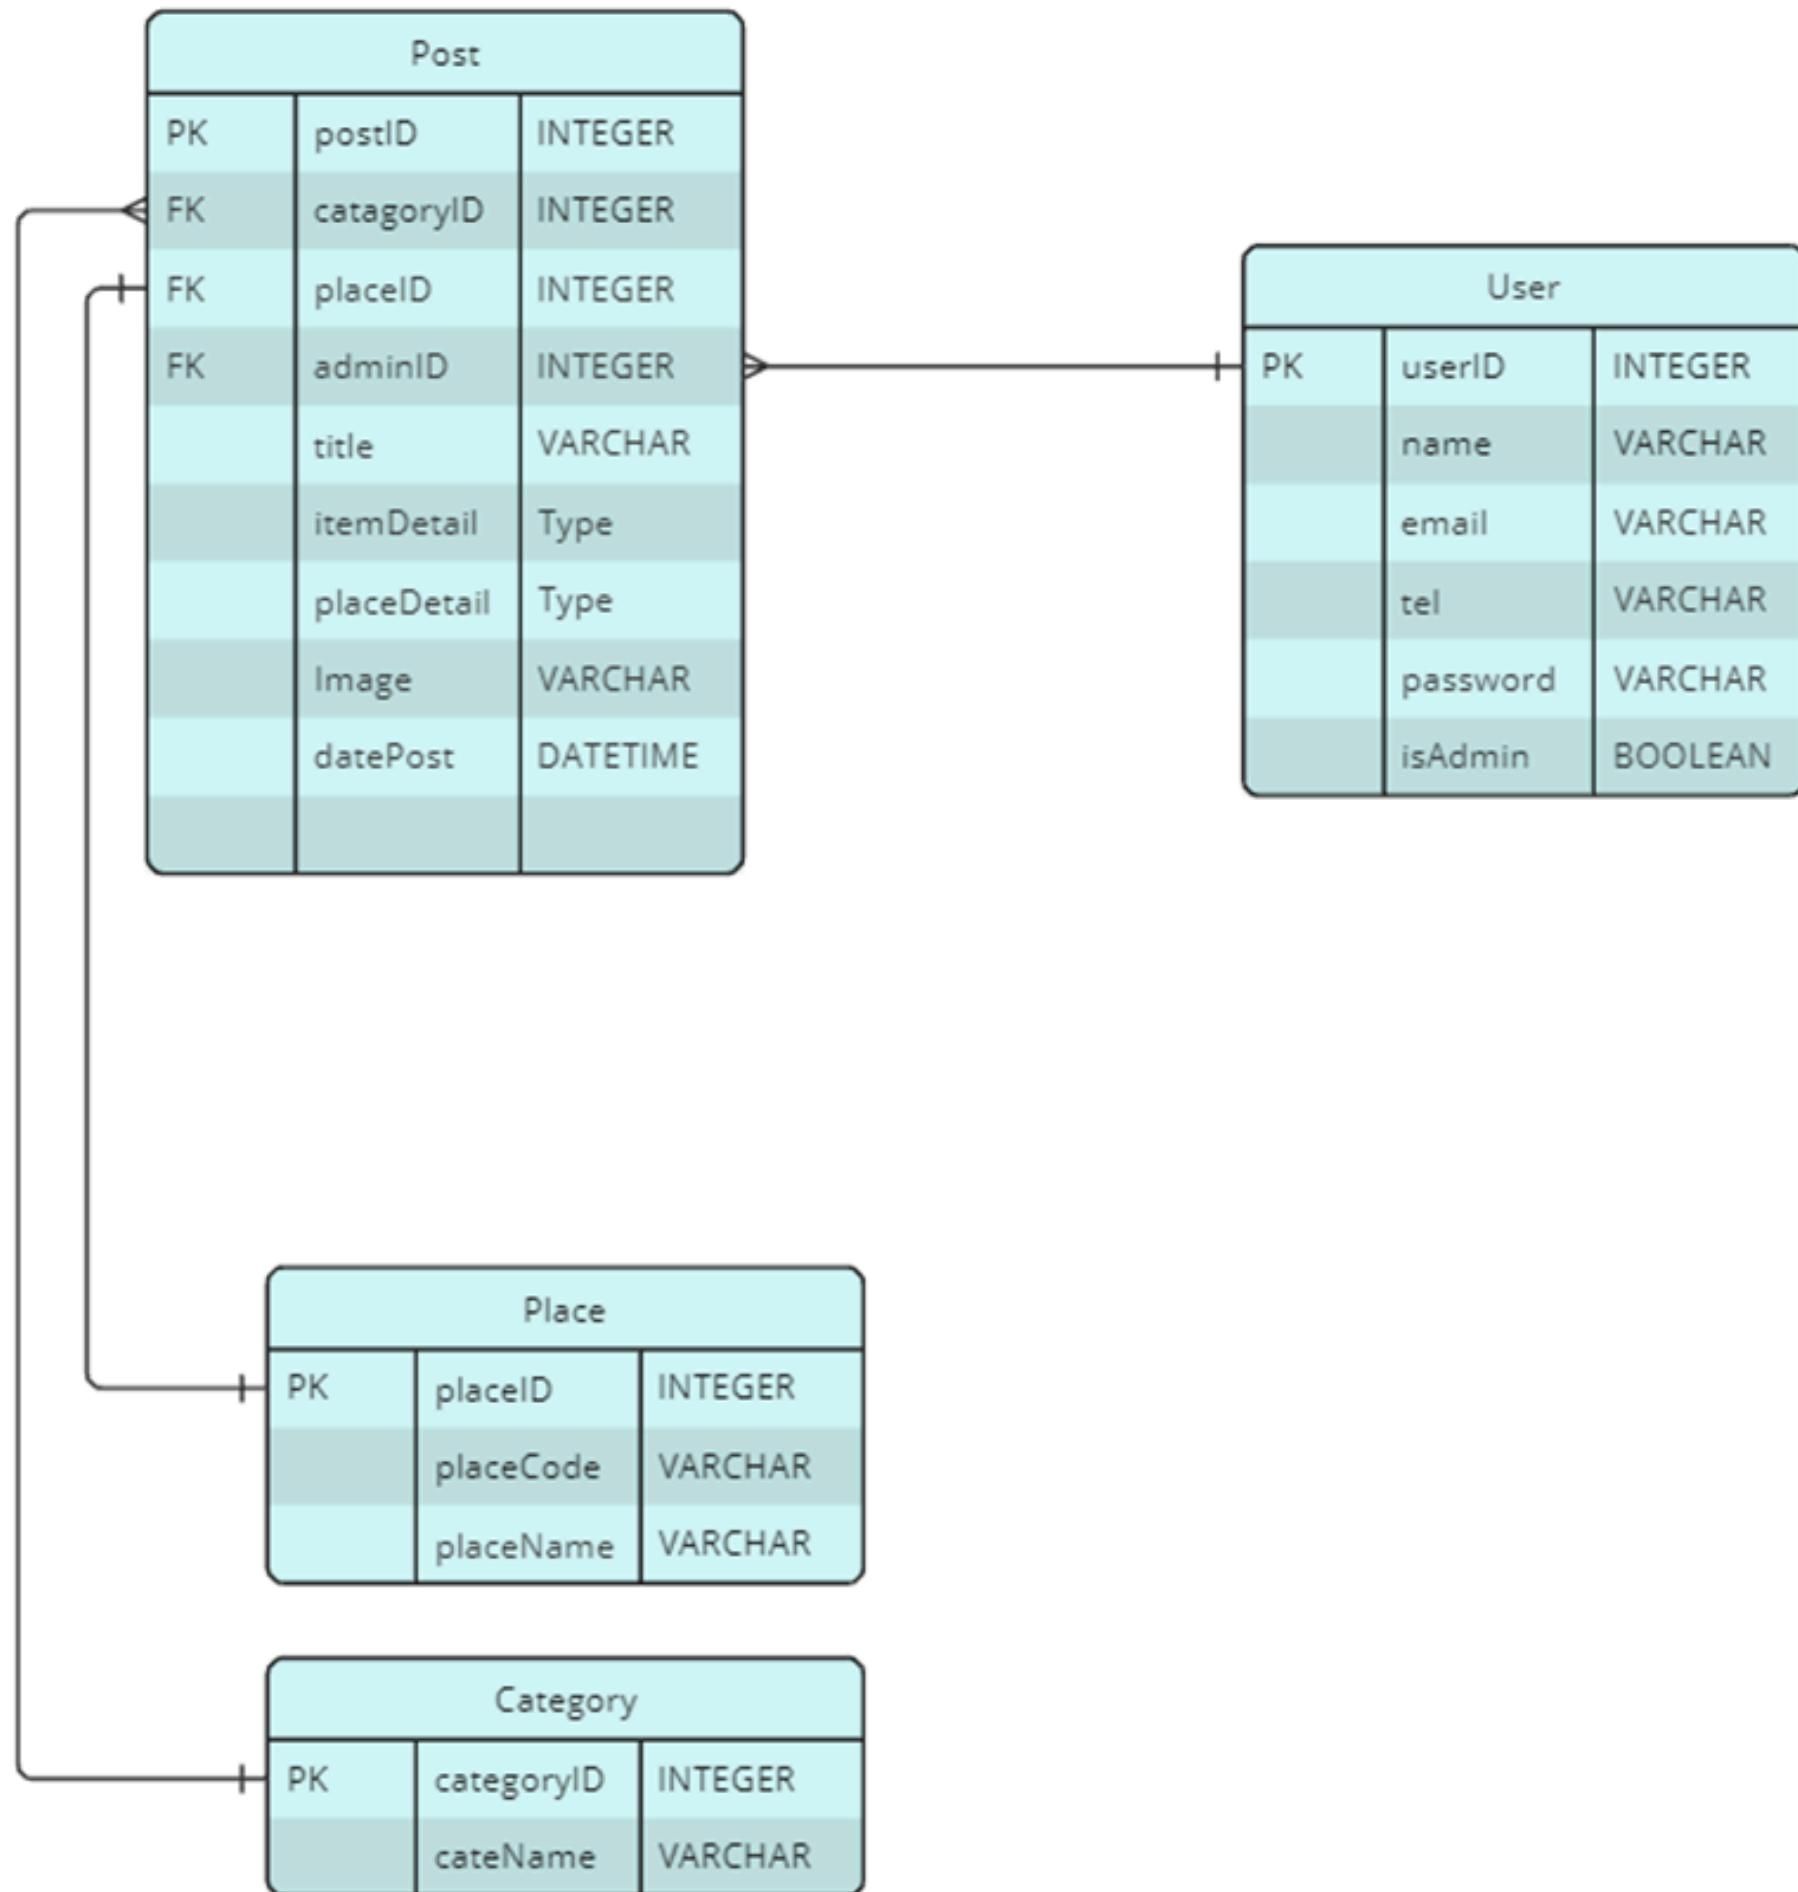 Post
PK postID INTEGER
FK catagoryID INTEGER
FK placeID INTEGER
FK adminID INTEGER
title VARCHAR
itemDetail Type
placeDetail Type
Image VARCHAR
datePost DATETIME
User
PK userID INTEGER
name VARCHAR
email VARCHAR
tel VARCHAR
password VARCHAR
isAdmin BOOLEAN
Place
PK placeID INTEGER
placeCode VARCHAR
placeName VARCHAR
Category
PK categoryID INTEGER
cateName VARCHAR